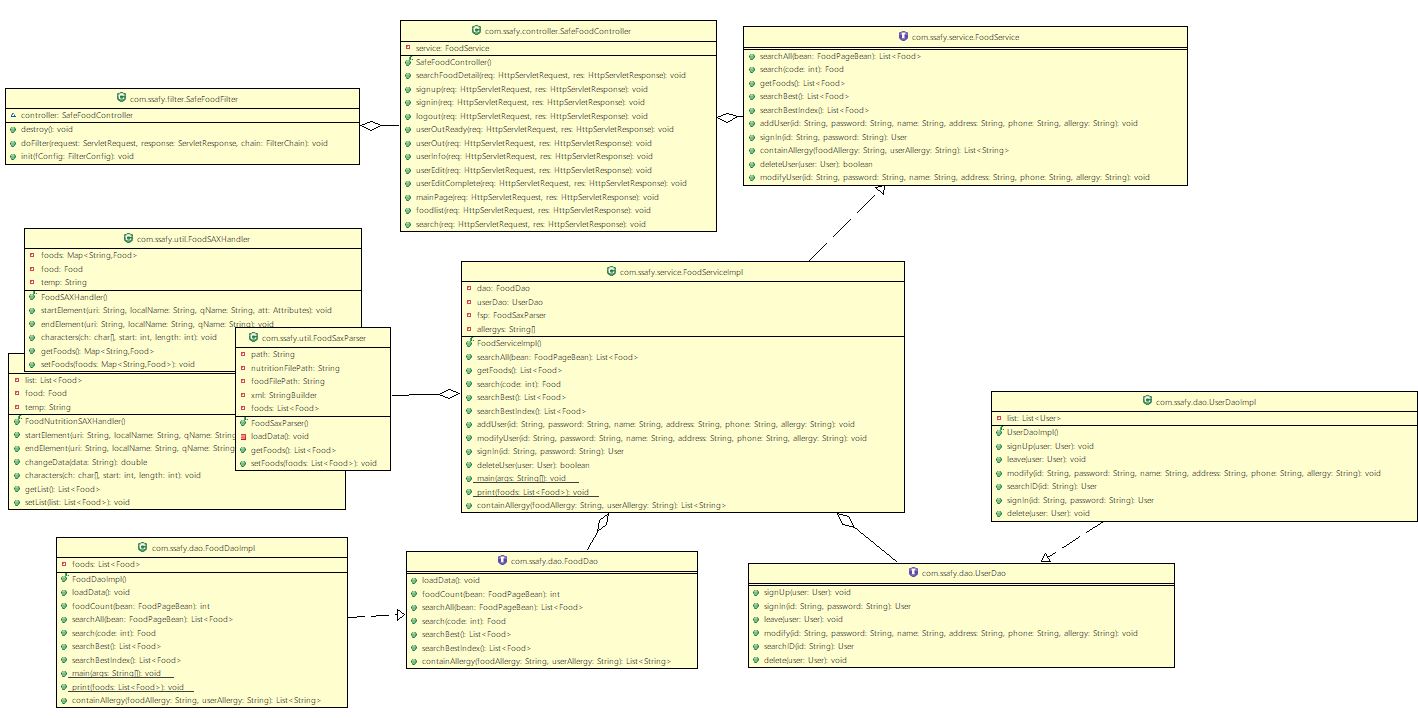 com.ssafy.controller.SafeFoodController
service: FoodService
SafeFoodController()
searchFoodDetail(req: HttpServletRequest, res: HttpServletResponse): void
signup(req: HttpServletRequest, res: HttpServletResponse): void
signin(req: HttpServletRequest, res: HttpServletResponse): void
logout(req: HttpServletRequest, res: HttpServletResponse): void
userOutReady(req: HttpServletRequest, res: HttpServletResponse): void
userOut(req: HttpServletRequest, res: HttpServletResponse): void
userInfo(req: HttpServletRequest, res: HttpServletResponse): void
userEdit(req: HttpServletRequest, res: HttpServletResponse): void
userEditComplete(req: HttpServletRequest, res: HttpServletResponse): void
mainPage(req: HttpServletRequest, res: HttpServletResponse): void
foodlist(req: HttpServletRequest, res: HttpServletResponse): void
search(req: HttpServletRequest, res: HttpServletResponse): void
com.ssafy.service.FoodService
searchAll(bean: FoodPageBean): List<Food>
search(code: int): Food
getFoods(): List<Food>
searchBest(): List<Food>
searchBestIndex(): List<Food>
addUser(id: String, password: String, name: String, address: String, phone: String, allergy: String): void
signIn(id: String, password: String): User
containAllergy(foodAllergy: String, userAllergy: String): List<String>
deleteUser(user: User): boolean
modifyUser(id: String, password: String, name: String, address: String, phone: String, allergy: String): void
com.ssafy.filter.SafeFoodFilter
controller: SafeFoodController
destroy(): void
doFilter(request: ServletRequest, response: ServletResponse, chain: FilterChain): void
init(fConfig: FilterConfig): void
com.ssafy.util.FoodSAXHandler
foods: Map<String,Food>
food: Food
temp: String
FoodSAXHandler()
startElement(uri: String, localName: String, qName: String, att: Attributes): void
endElement(uri: String, localName: String, qName: String): void
characters(ch: char[], start: int, length: int): void
getFoods(): Map<String,Food>
setFoods(foods: Map<String,Food>): void
com.ssafy.util.FoodSaxParser
path: String
nutritionFilePath: String
foodFilePath: String
xml: StringBuilder
foods: List<Food>
FoodSaxParser()
loadData(): void
getFoods(): List<Food>
setFoods(foods: List<Food>): void
list: List<Food>
food: Food
temp: String
FoodNutritionSAXHandler()
startElement(uri: String, localName: String, qName: String
endElement(uri: String, localName: String, qName: String
changeData(data: String): double
characters(ch: char[], start: int, length: int): void
getList(): List<Food>
setList(list: List<Food>): void
com.ssafy.service.FoodServiceImpl
dao: FoodDao
userDao: UserDao
fsp: FoodSaxParser
allergys: String[]
FoodServiceImpl()
searchAll(bean: FoodPageBean): List<Food>
getFoods(): List<Food>
search(code: int): Food
searchBest(): List<Food>
searchBestIndex(): List<Food>
addUser(id: String, password: String, name: String, address: String, phone: String, allergy: String): void
modifyUser(id: String, password: String, name: String, address: String, phone: String, allergy: String): void
signIn(id: String, password: String): User
deleteUser(user: User): boolean
main(args: String[]): void
print(foods: List<Food>): void
containAllergy(foodAllergy: String, userAllergy: String): List<String>
com.ssafy.dao.UserDaoImpl
list: List<User>
UserDaoImpl()
signUp(user: User): void
leave(user: User): void
modify(id: String, password: String, name: String, address: String, phone: String, allergy: String): void
searchID(id: String): User
signIn(id: String, password: String): User
delete(user: User): void
com.ssafy.dao.FoodDaoImpl
foods: List<Food>
FoodDaoImpl()
loadData(): void
foodCount(bean: FoodPageBean): int
searchAll(bean: FoodPageBean): List<Food>
search(code: int): Food
searchBest(): List<Food>
searchBestIndex(): List<Food>
main(args: String[]): void
print(foods: List<Food>): void
containAllergy(foodAllergy: String, userAllergy: String): List<String>
com.ssafy.dao.FoodDao
loadData(): void
foodCount(bean: FoodPageBean): int
searchAll(bean: FoodPageBean): List<Food>
search(code: int): Food
searchBest(): List<Food>
searchBestIndex(): List<Food>
containAllergy(foodAllergy: String, userAllergy: String): List<String>
com.ssafy.dao.UserDao
signUp(user: User): void
signIn(id: String, password: String): User
leave(user: User): void
modify(id: String, password: String, name: String, address: String, phone: String, allergy: String): void
searchID(id: String): User
delete(user: User): void